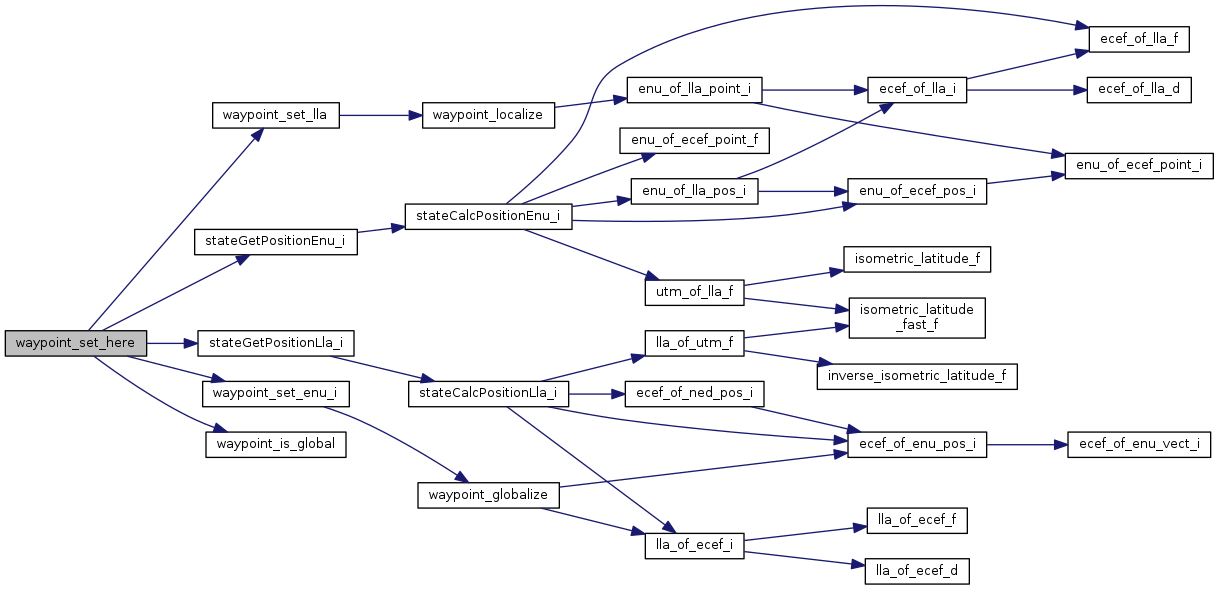 ecef_of_lla_f
waypoint_set_lla
waypoint_localize
enu_of_lla_point_i
ecef_of_lla_i
ecef_of_lla_d
enu_of_ecef_point_f
enu_of_ecef_point_i
enu_of_lla_pos_i
enu_of_ecef_pos_i
stateCalcPositionEnu_i
stateGetPositionEnu_i
isometric_latitude_f
utm_of_lla_f
isometric_latitude
_fast_f
waypoint_set_here
stateGetPositionLla_i
lla_of_utm_f
inverse_isometric_latitude_f
waypoint_set_enu_i
stateCalcPositionLla_i
ecef_of_ned_pos_i
waypoint_is_global
ecef_of_enu_pos_i
ecef_of_enu_vect_i
waypoint_globalize
lla_of_ecef_f
lla_of_ecef_i
lla_of_ecef_d